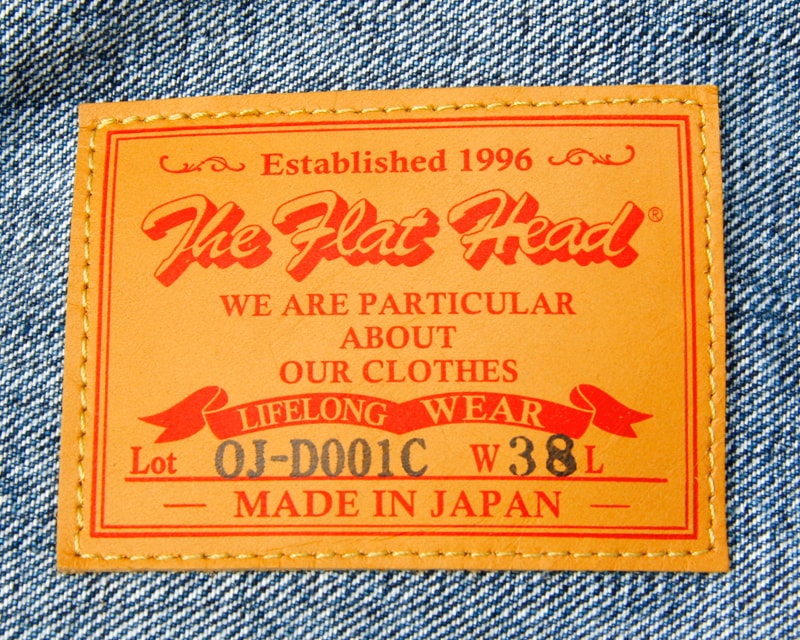 Established 1996
The Flat Head®
WE ARE PARTICULAR
ABOUT
OUR CLOTHES
LIFELONG WEAR
Lot OJ-D001C W 38 L
MADE IN JAPAN